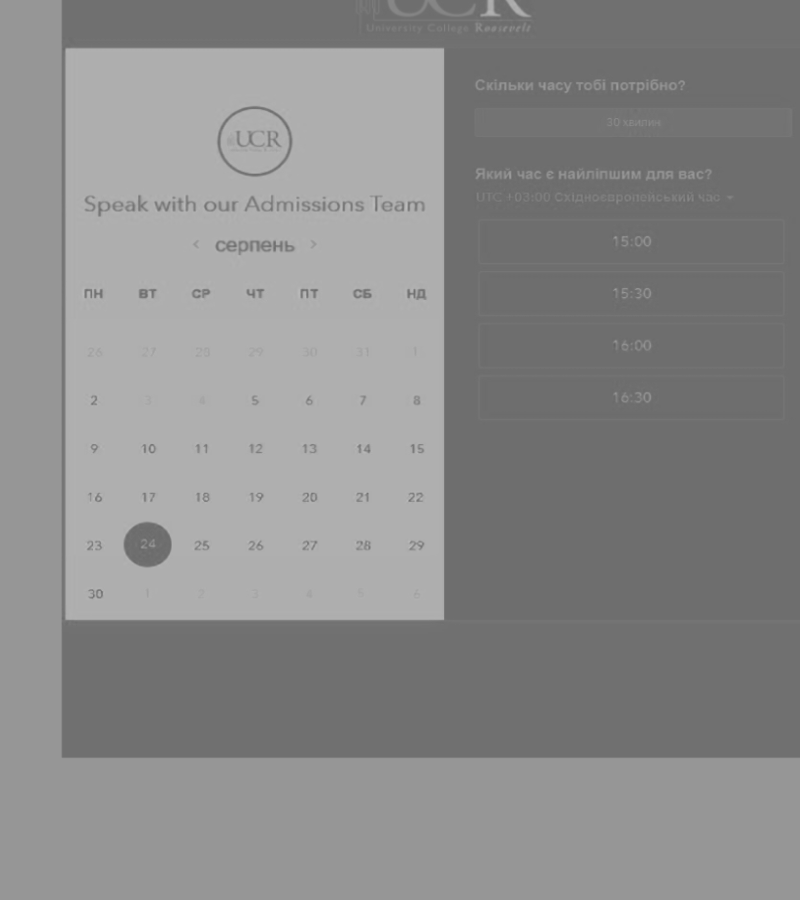 UCR
University College Roosevelt
UCR
Speak with our Admissions Team
< серпень >
ПН ВТ СР ЧТ ПТ СБ НД
26 27 28 29 30 31 1
2 3 4 5 6 7 8
9 10 11 12 13 14 15
16 17 18 19 20 21 22
23 24 25 26 27 28 29
30 1 2 3 4 5 6
Скільки часу тобі потрібно?
30 хвилин
Який час є найліпшим для вас?
UTC +03:00 Східноєвропейський час
15:00
15:30
16:00
16:30